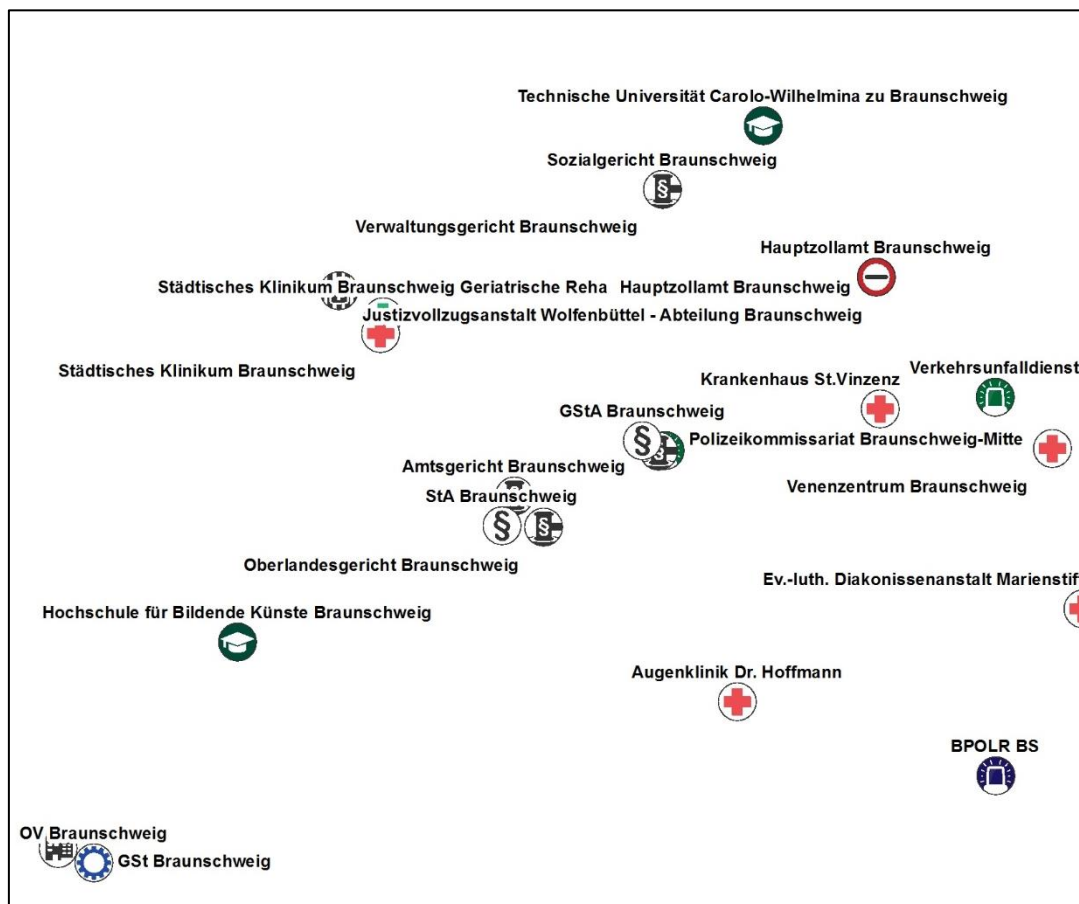 Technische Universität Carolo-Wilhelmina zu Braunschweig
Sozialgericht Braunschweig
§
Verwaltungsgericht Braunschweig
Hauptzollamt Braunschweig
Städtisches Klinikum Braunschweig Geriatrische Reha
Hauptzollamt Braunschweig
Justizvollzugsanstalt Wolfenbüttel - Abteilung Braunschweig
Städtisches Klinikum Braunschweig
Verkehrsunfalldienst
Krankenhaus St.Vinzenz
GStA Braunschweig
§
Polizeikommissariat Braunschweig-Mitte
Amtsgericht Braunschweig
Venenzentrum Braunschweig
StA Braunschweig
§ §
Oberlandesgericht Braunschweig
Ev.-luth. Diakonissenanstalt Marienstif
Hochschule für Bildende Künste Braunschweig
Augenklinik Dr. Hoffmann
BPOLR BS
OV Braunschweig
GSt Braunschweig